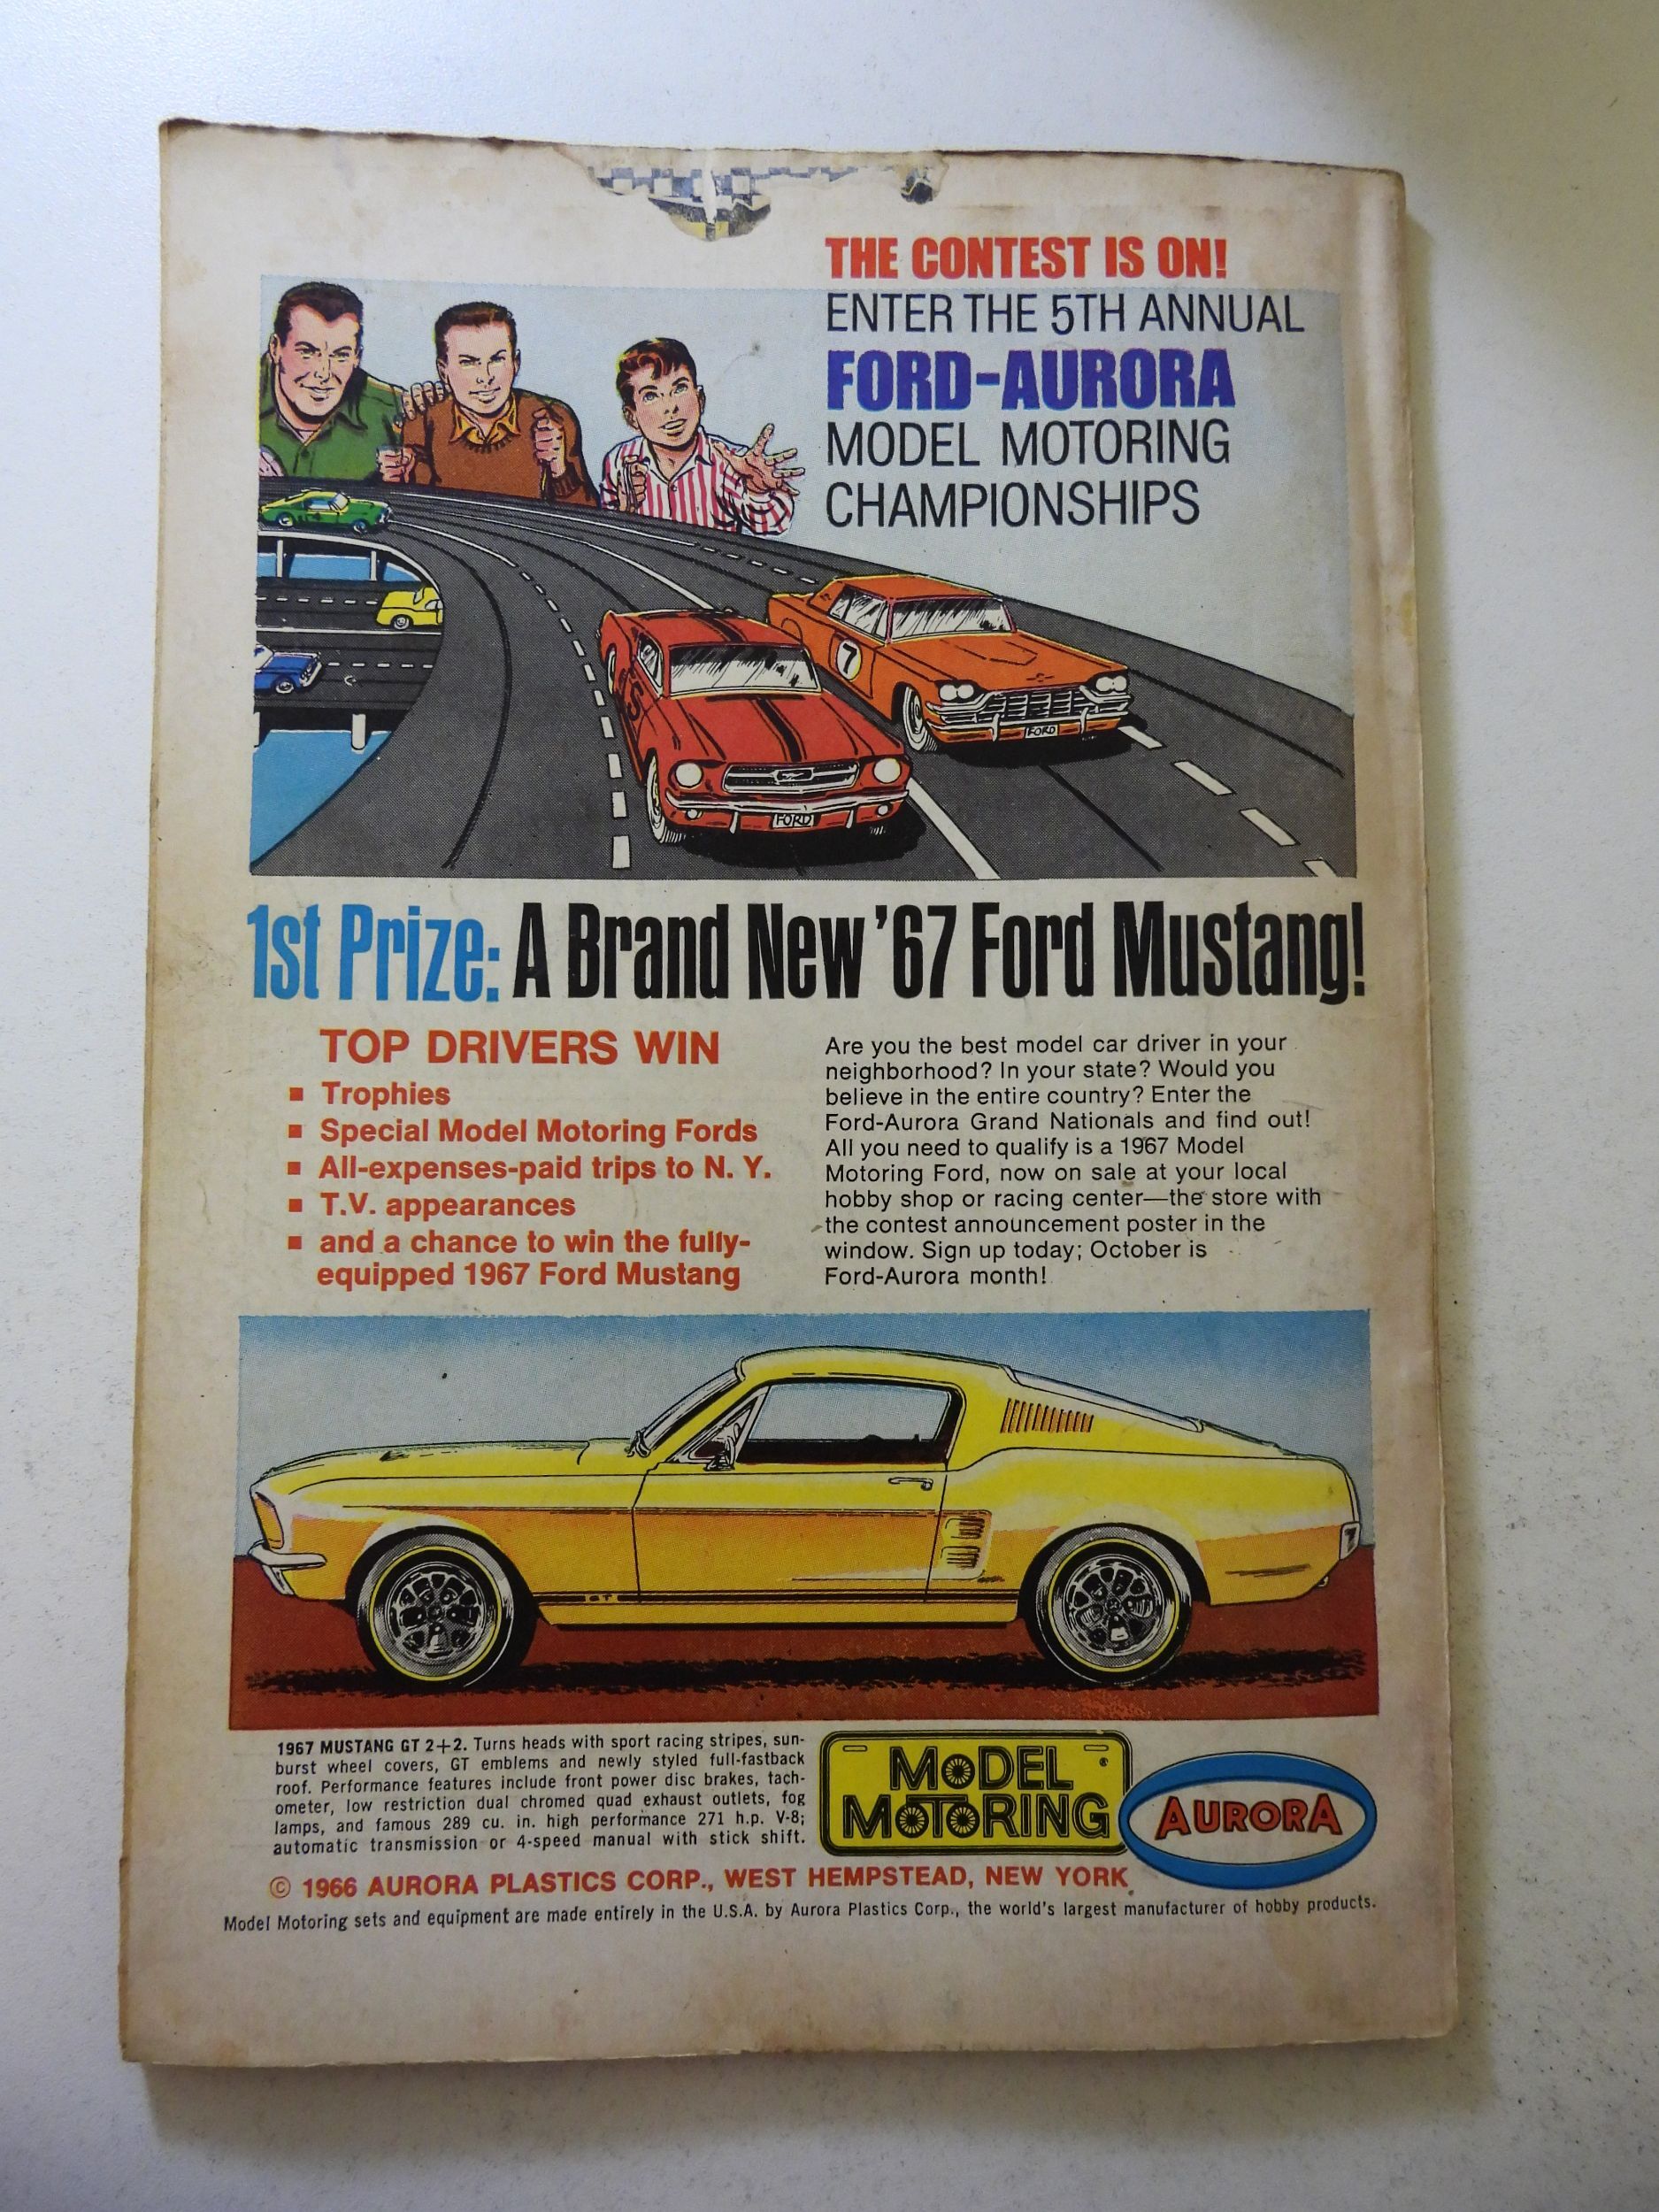 THE CONTEST IS ON!
ENTER THE 5TH ANNUAL
FORD-AURORA
MODEL MOTORING
CHAMPIONSHIPS
7
FORD
FORD
1st Prize: A Brand New '67 Ford Mustang!
TOP DRIVERS WIN
▪ Trophies
▪ Special Model Motoring Fords
▪ All-expenses-paid trips to N. Y.
▪ T.V. appearances
▪ and a chance to win the fully-
equipped 1967 Ford Mustang
Are you the best model car driver in your
neighborhood? In your state? Would you
believe in the entire country? Enter the
Ford-Aurora Grand Nationals and find out!
All you need to qualify is a 1967 Model
Motoring Ford, now on sale at your local
hobby shop or racing center—the store with
the contest announcement poster in the
window. Sign up today; October is
Ford-Aurora month!
GT
1967 MUSTANG GT 2+2. Turns heads with sport racing stripes, sun-
burst wheel covers, GT emblems and newly styled full-fastback
roof. Performance features include front power disc brakes, tach-
ometer, low restriction dual chromed quad exhaust outlets, fog
lamps, and famous 289 cu. in. high performance 271 h.p. V-8;
automatic transmission or 4-speed manual with stick shift.
MODEL
MOTORING
AURORA
© 1966 AURORA PLASTICS CORP., WEST HEMPSTEAD, NEW YORK
Model Motoring sets and equipment are made entirely in the U.S.A. by Aurora Plastics Corp., the world's largest manufacturer of hobby products.